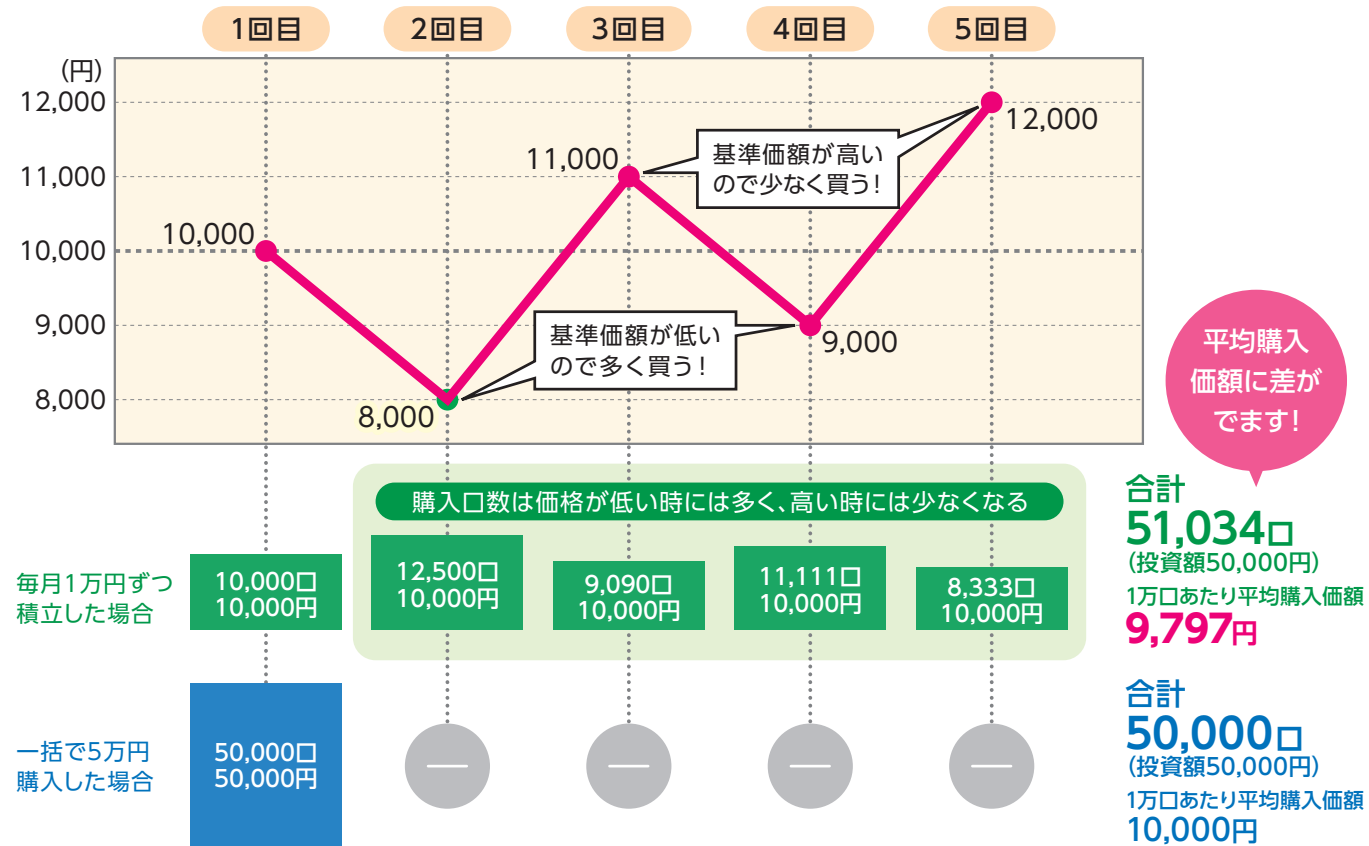 1回目
2回目
3回目
4回目
5回目
(円)
12,000
11,000
10,000
9,000
8,000
10,000
8,000
11,000
9,000
12,000
基準価額が高い
ので少なく買う!
基準価額が低い
ので多く買う!
平均購入
価額に差が
でます!
購入口数は価格が低い時には多く、高い時には少なくなる
毎月1万円ずつ
積立した場合
10,000口
10,000円
12,500口
10,000円
9,090口
10,000円
11,111口
10,000円
8,333口
10,000円
合計
51,034口
(投資額50,000円)
1万口あたり平均購入価額
9,797円
一括で5万円
購入した場合
50,000口
50,000円
—
—
—
—
合計
50,000口
(投資額50,000円)
1万口あたり平均購入価額
10,000円